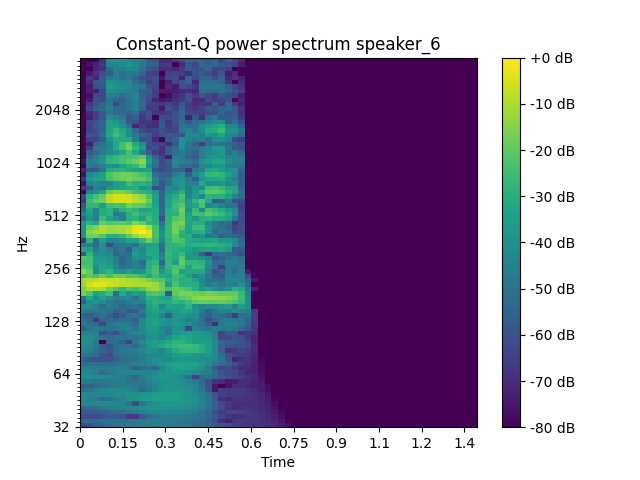 Constant-Q power spectrum speaker_6
Hz
2048
1024
512
256
128
64
32
0 0.15 0.3 0.45 0.6 0.75 0.9 1.1 1.2 1.4
Time
+0 dB
-10 dB
-20 dB
-30 dB
-40 dB
-50 dB
-60 dB
-70 dB
-80 dB